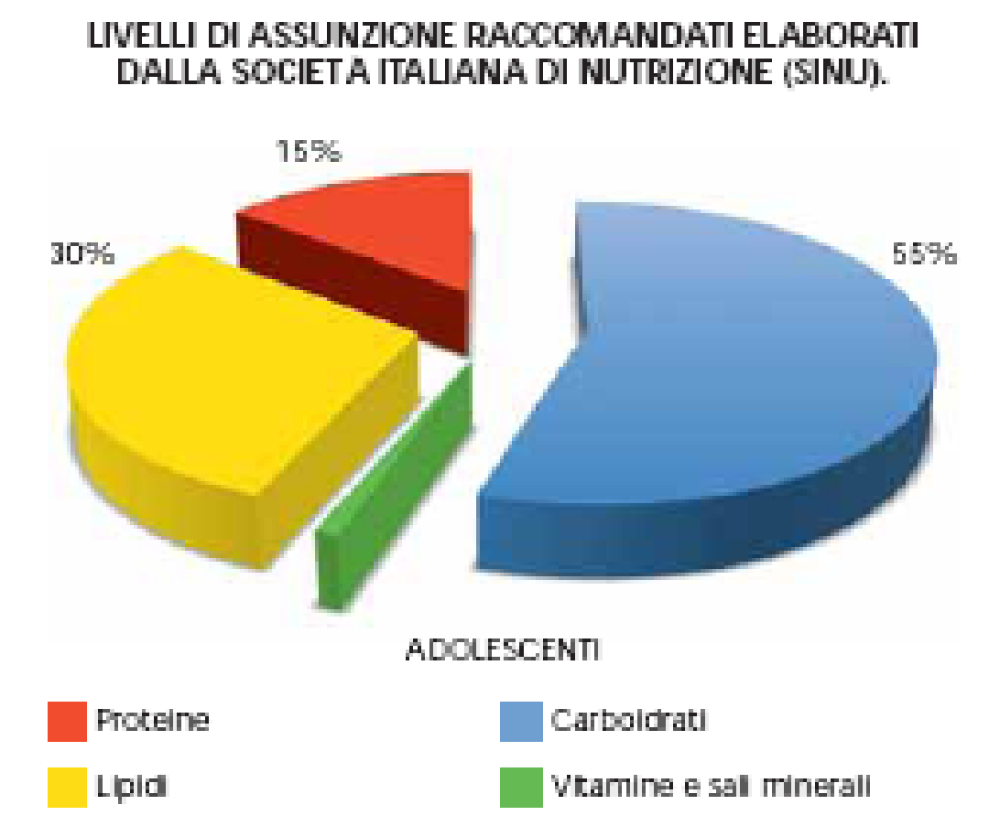 LIVELLI DI ASSUNZIONE RACCOMANDATI ELABORATI
DALLA SOCIETA ITALIANA DI NUTRIZIONE (SINU).
15%
30%
55%
ADOLESCENTI
Proteine
Carboidrati
Lipidi
Vitamine e sali minerali